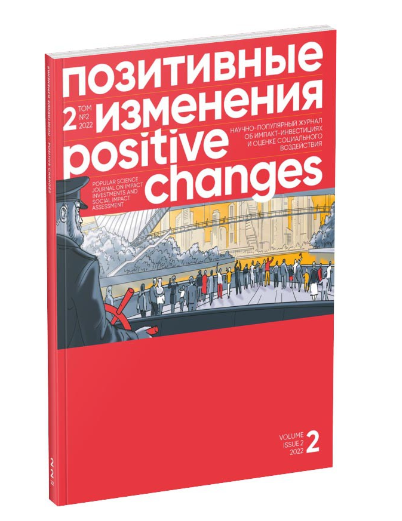 ПОЗИТИВНЫЕ
2 ТОМ
№2
2022
ИЗМЕНЕНИЯ
positive
НАУЧНО-ПОПУЛЯРНЫЙ ЖУРНАЛ
ОБ ИМПАКТ-ИНВЕСТИЦИЯХ
И ОЦЕНКЕ СОЦИАЛЬНОГО
ВОЗДЕЙСТВИЯ
POPULAR SCIENCE
JOURNAL ON IMPACT
INVESTMENTS AND
SOCIAL IMPACT
ASSESSMENT
changes
VOLUME
ISSUE 2
2022
2